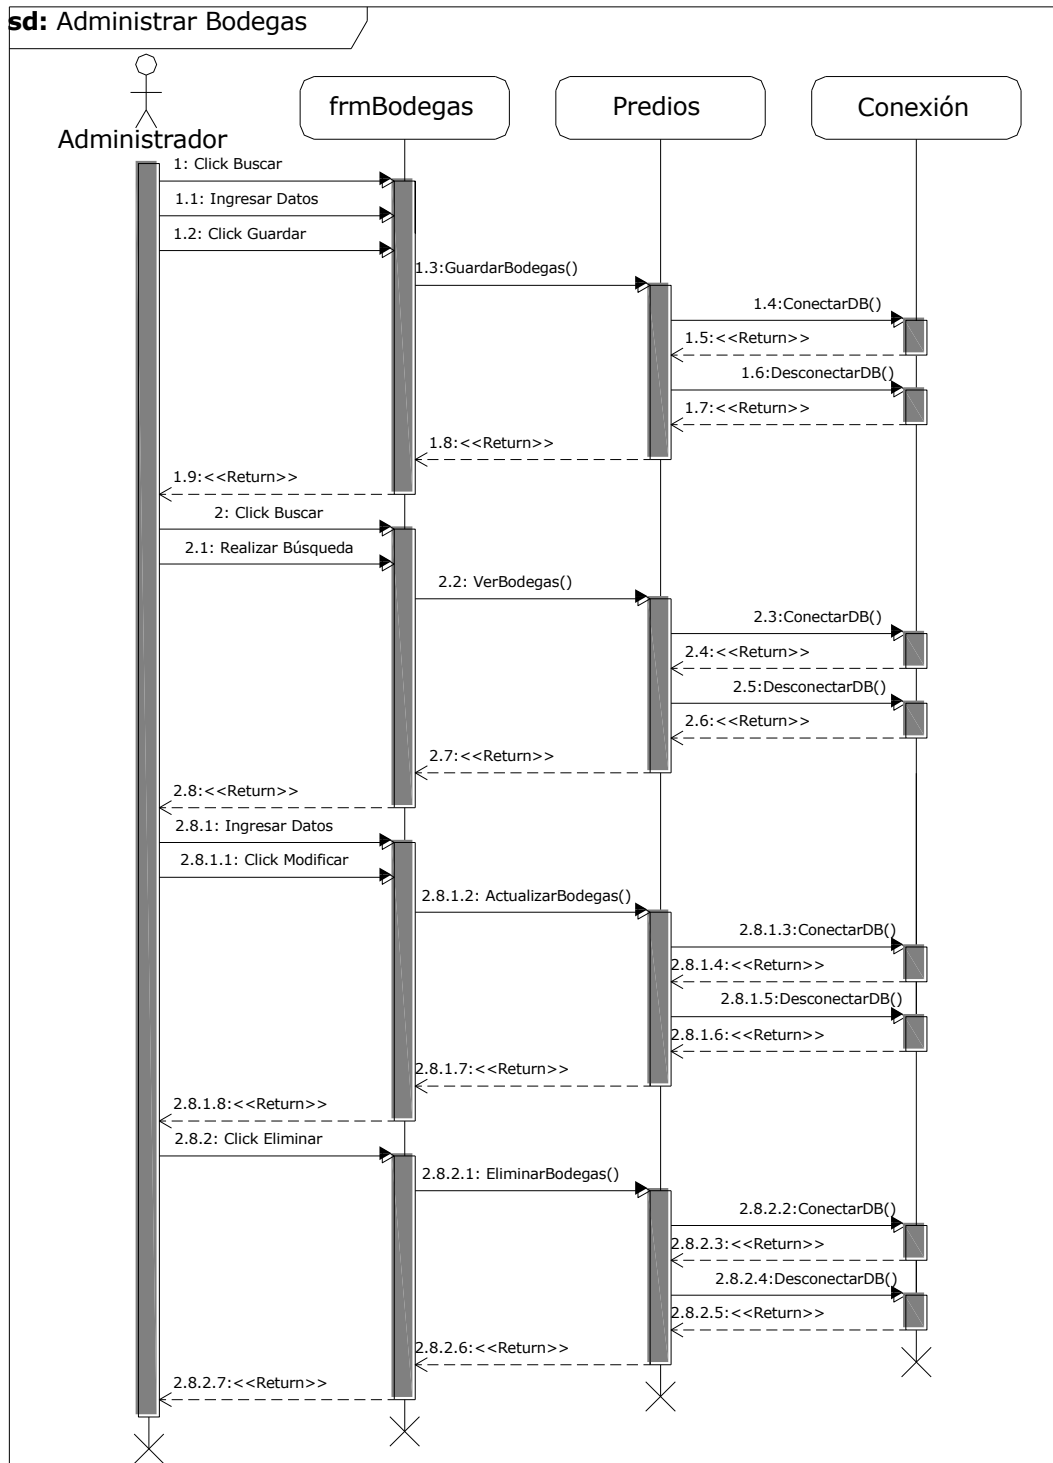 sd: Administrar Bodegas
Administrador
frmBodegas
Predios
Conexión
1: Click Buscar
1.1: Ingresar Datos
1.2: Click Guardar
1.3:GuardarBodegas()
1.4:ConectarDB()
1.5:<<Return>>
1.6:DesconectarDB()
1.7:<<Return>>
1.8:<<Return>>
1.9:<<Return>>
2: Click Buscar
2.1: Realizar Búsqueda
2.2: VerBodegas()
2.3:ConectarDB()
2.4:<<Return>>
2.5:DesconectarDB()
2.6:<<Return>>
2.7:<<Return>>
2.8:<<Return>>
2.8.1: Ingresar Datos
2.8.1.1: Click Modificar
2.8.1.2: ActualizarBodegas()
2.8.1.3:ConectarDB()
2.8.1.4:<<Return>>
2.8.1.5:DesconectarDB()
2.8.1.6:<<Return>>
2.8.1.7:<<Return>>
2.8.1.8:<<Return>>
2.8.2: Click Eliminar
2.8.2.1: EliminarBodegas()
2.8.2.2:ConectarDB()
2.8.2.3:<<Return>>
2.8.2.4:DesconectarDB()
2.8.2.5:<<Return>>
2.8.2.6:<<Return>>
2.8.2.7:<<Return>>